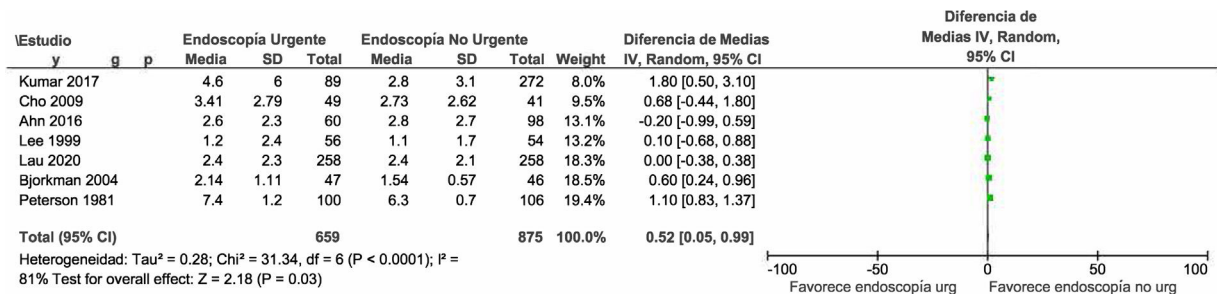 Diferencia de
\Estudio Endoscopía Urgente Endoscopía No Urgente Diferencia de Medias Medias IV, Random,
y g p Media SD Total Media SD Total Weight IV, Random, 95% CI 95% CI
Kumar 2017 4.6 6 89 2.8 3.1 272 8.0% 1.80 [0.50, 3.10]
Cho 2009 3.41 2.79 49 2.73 2.62 41 9.5% 0.68 [-0.44, 1.80]
Ahn 2016 2.6 2.3 60 2.8 2.7 98 13.1% -0.20 [-0.99, 0.59]
Lee 1999 1.2 2.4 56 1.1 1.7 54 13.2% 0.10 [-0.68, 0.88]
Lau 2020 2.4 2.3 258 2.4 2.1 258 18.3% 0.00 [-0.38, 0.38]
Bjorkman 2004 2.14 1.11 47 1.54 0.57 46 18.5% 0.60 [0.24, 0.96]
Peterson 1981 7.4 1.2 100 6.3 0.7 106 19.4% 1.10 [0.83, 1.37]
Total (95% CI) 659 875 100.0% 0.52 [0.05, 0.99]
Heterogeneidad: Tau² = 0.28; Chi² = 31.34, df = 6 (P < 0.0001); I² =
81% Test for overall effect: Z = 2.18 (P = 0.03)
-100 -50 0 50 100
Favorece endoscopía urg Favorece endoscopía no urg